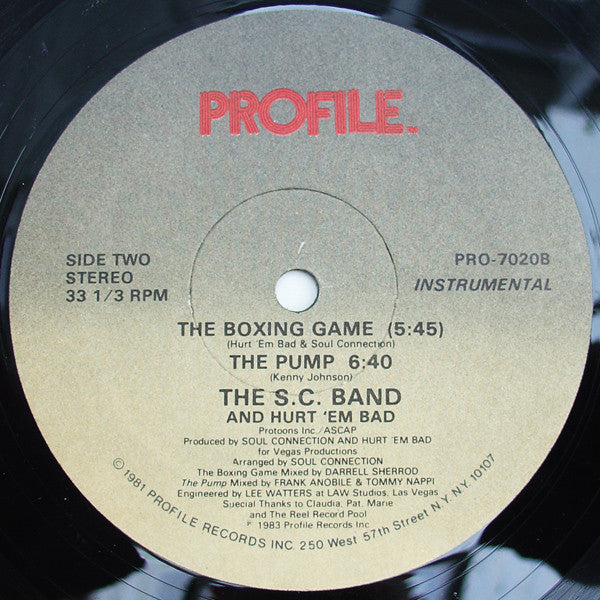 PROFILE.
SIDE TWO
STEREO
33 1/3 RPM
PRO-7020B
INSTRUMENTAL
THE BOXING GAME (5:45)
(Hurt 'Em Bad & Soul Connection)
THE PUMP 6:40
(Kenny Johnson)
THE S.C. BAND
AND HURT 'EM BAD
Protoons Inc./ASCAP
Produced by SOUL CONNECTION AND HURT 'EM BAD
for Vegas Productions
Arranged by SOUL CONNECTION
The Boxing Game Mixed by DARRELL SHERROD
The Pump Mixed by FRANK ANOBILE & TOMMY NAPPI
Engineered by LEE WATTERS at LAW Studios, Las Vegas
Special Thanks to Claudia, Pat, Marie
and The Reel Record Pool
℗ 1983 Profile Records Inc
©1981 PROFILE RECORDS INC. 250 West 57th Street NY. NY. 10107